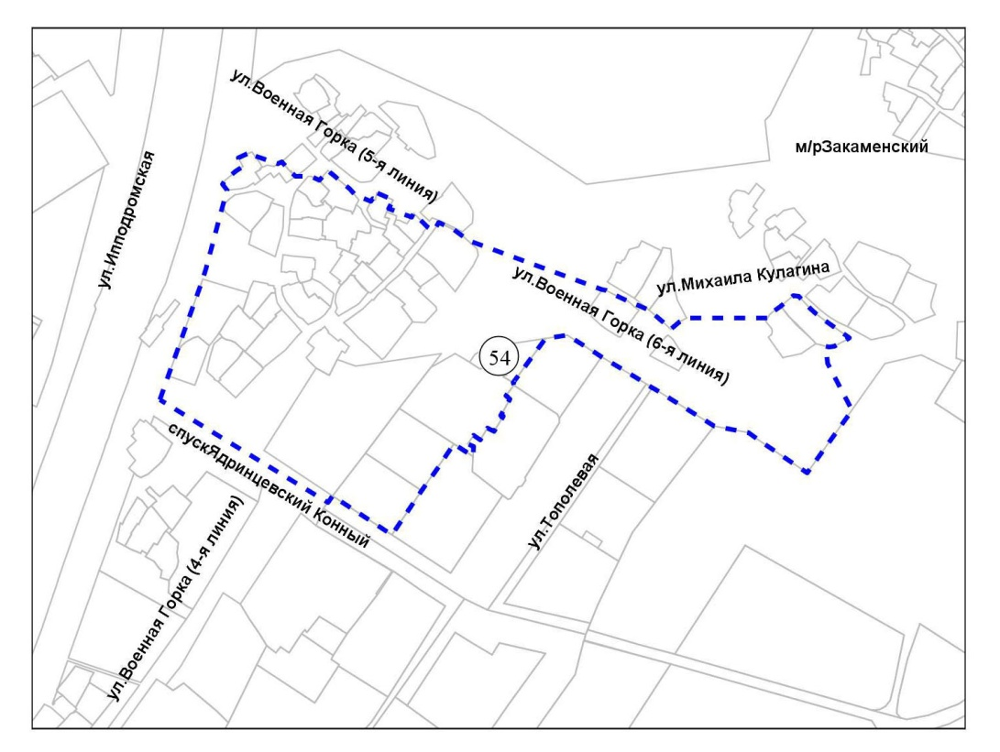 ул.Военная Горка (5-я линия)
м/рЗакаменский
ул.Ипподромская
ул.Михаила Кулагина
ул.Военная Горка (6-я линия)
54
спускЯдринцевский Конный
ул.Тополевая
ул.Военная Горка (4-я линия)